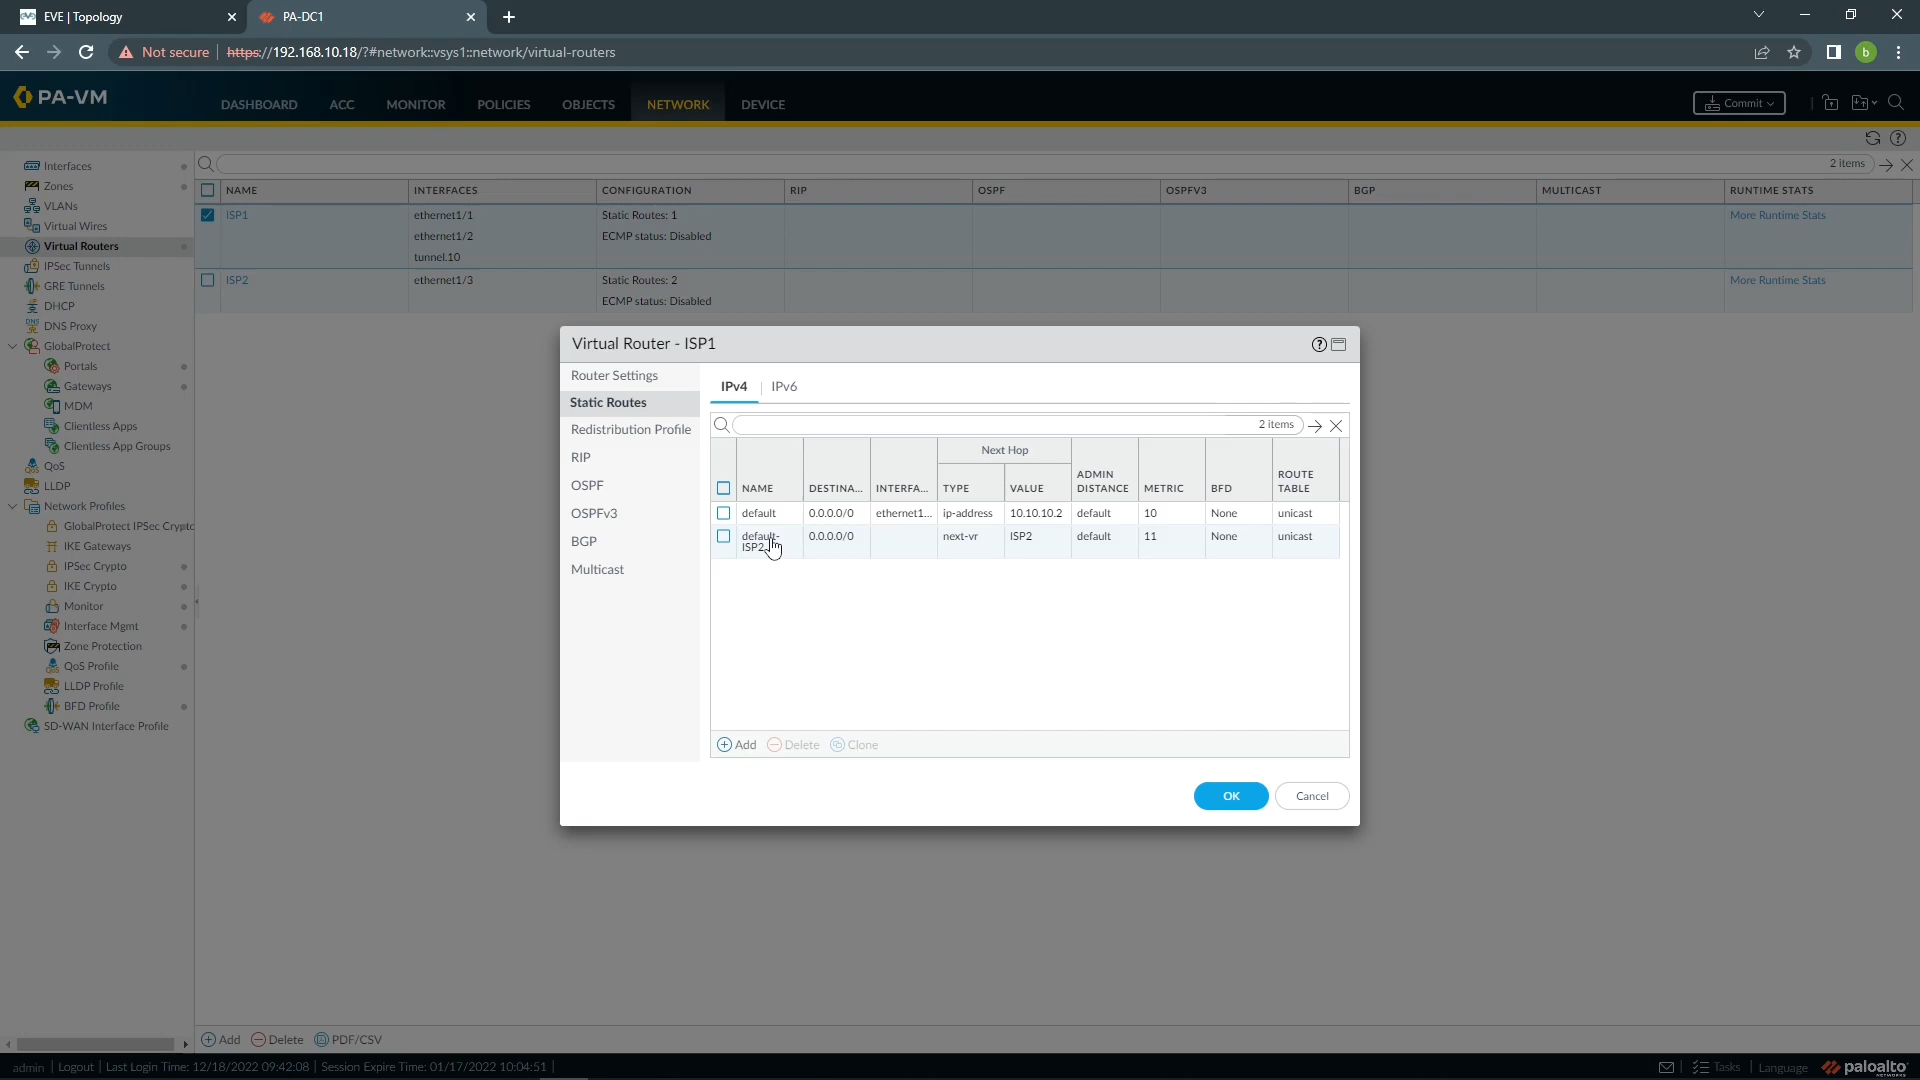 EVE | Topology
PA-DC1
Not secure | https://192.168.10.18/?#network::vsys1::network/virtual-routers
b
PA-VM
DASHBOARD ACC MONITOR POLICIES OBJECTS NETWORK DEVICE
Commit
2 items
Interfaces
Zones
VLANs
Virtual Wires
Virtual Routers
IPSec Tunnels
GRE Tunnels
DHCP
DNS Proxy
GlobalProtect
Portals
Gateways
MDM
Clientless Apps
Clientless App Groups
QoS
LLDP
Network Profiles
GlobalProtect IPSec Crypto
IKE Gateways
IPSec Crypto
IKE Crypto
Monitor
Interface Mgmt
Zone Protection
QoS Profile
LLDP Profile
BFD Profile
SD-WAN Interface Profile
NAME INTERFACES CONFIGURATION RIP OSPF OSPFV3 BGP MULTICAST RUNTIME STATS
ISP1 ethernet1/1 Static Routes: 1 More Runtime Stats
ethernet1/2 ECMP status: Disabled
tunnel.10
ISP2 ethernet1/3 Static Routes: 2 More Runtime Stats
ECMP status: Disabled
Virtual Router - ISP1
Router Settings
Static Routes
Redistribution Profile
RIP
OSPF
OSPFv3
BGP
Multicast
IPv4 | IPv6
2 items
Next Hop
NAME DESTINA... INTERFA... TYPE VALUE ADMIN DISTANCE METRIC BFD ROUTE TABLE
default 0.0.0.0/0 ethernet1... ip-address 10.10.10.2 default 10 None unicast
default- 0.0.0.0/0 next-vr ISP2 default 11 None unicast
ISP2
Add Delete Clone
OK Cancel
Add Delete PDF/CSV
admin | Logout | Last Login Time: 12/18/2022 09:42:08 | Session Expire Time: 01/17/2022 10:04:51 |
Tasks | Language paloalto
NETWORKS